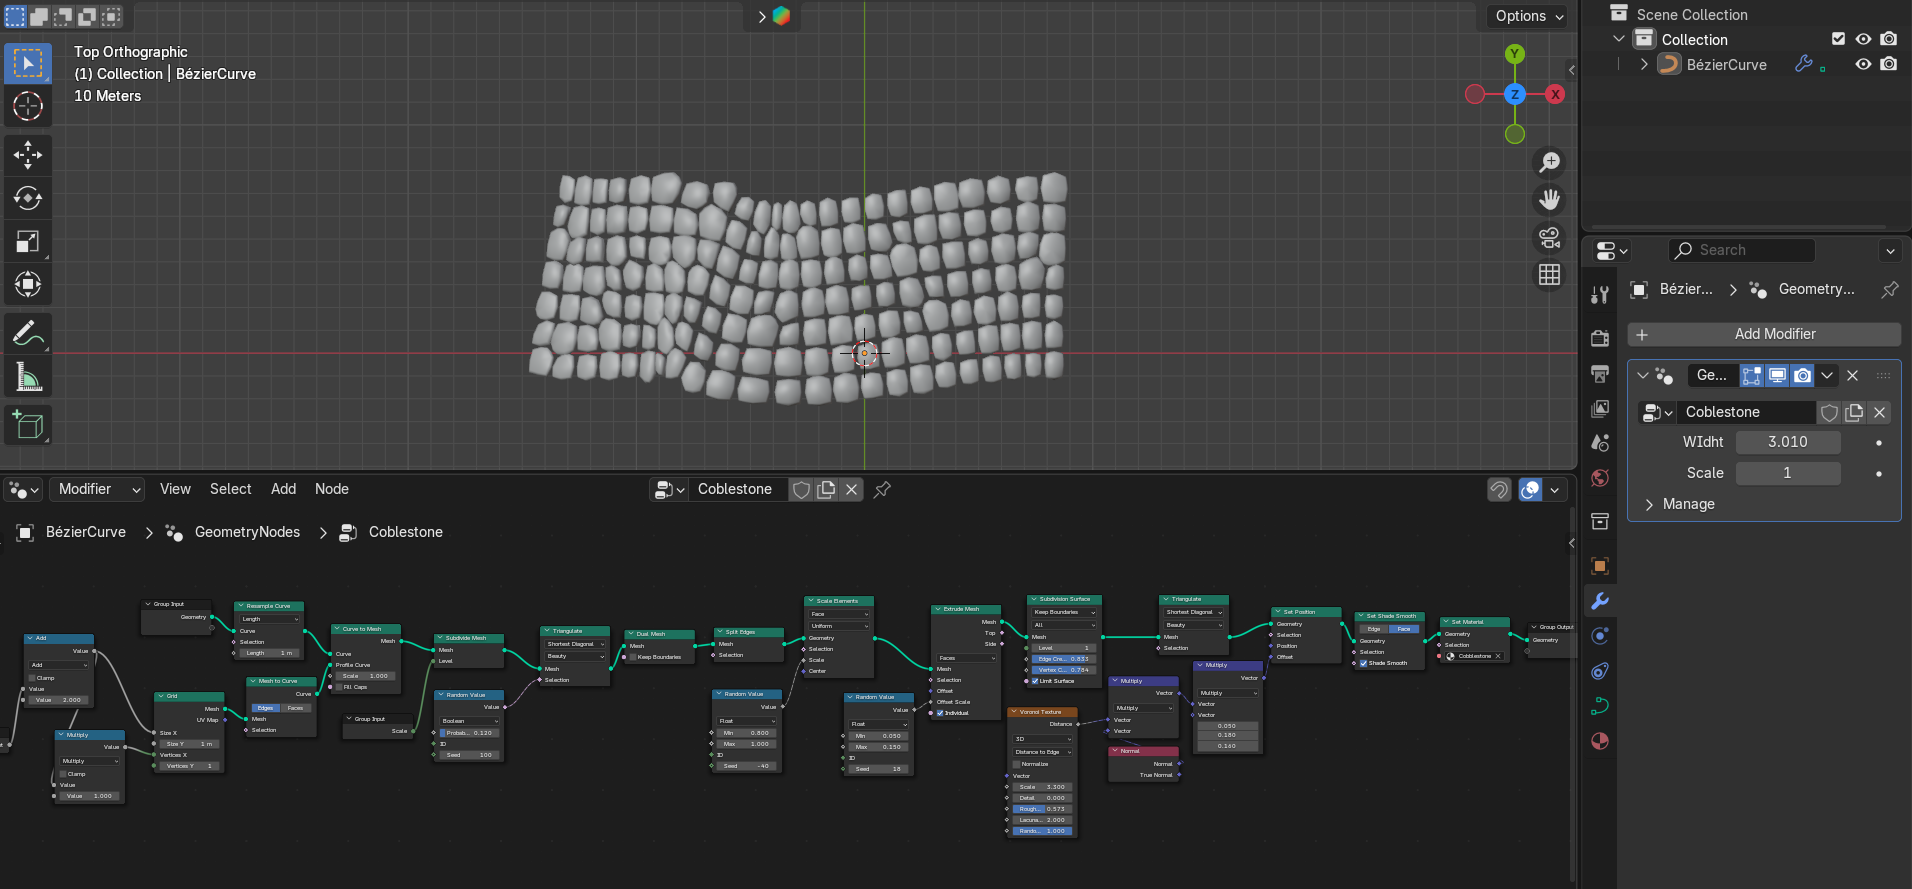 Options
Top Orthographic
(1) Collection | BézierCurve
10 Meters
Y
Z
X
Scene Collection
Collection
BézierCurve
Search
Bézier...
Geometry...
Add Modifier
Ge...
Coblestone
WIdht
3.010
Scale
1
Manage
Modifier
View
Select
Add
Node
Coblestone
BézierCurve
GeometryNodes
Coblestone
Add
Value
Add
Clamp
Value
Value 2.000
Multiply
Value
Multiply
Clamp
Value
Value 1.000
Group Input
Geometry
Grid
Mesh
UV Map
Size X
Size Y 1 m
Vertices X
Vertices Y 1
Resample Curve
Length
Curve
Selection
Length 1 m
Mesh to Curve
Curve
Edges Faces
Mesh
Selection
Curve to Mesh
Mesh
Curve
Profile Curve
Scale 1.000
Fill Caps
Group Input
Scale
Subdivide Mesh
Mesh
Level
Random Value
Value
Boolean
Probab... 0.120
ID
Seed 100
Triangulate
Shortest Diagonal
Beauty
Mesh
Selection
Dual Mesh
Mesh
Keep Boundaries
Split Edges
Mesh
Selection
Random Value
Value
Float
Min 0.800
Max 1.000
ID
Seed -40
Scale Elements
Face
Uniform
Geometry
Selection
Scale
Center
Random Value
Value
Float
Min 0.050
Max 0.150
ID
Seed 18
Extrude Mesh
Mesh
Top
Side
Faces
Mesh
Selection
Offset
Offset Scale
Individual
Subdivision Surface
Keep Boundaries
All
Mesh
Level 1
Edge Cre... 0.833
Vertex C... 0.784
Limit Surface
Voronoi Texture
Distance
3D
Distance to Edge
Normalize
Vector
Scale 3.300
Detail 0.000
Rough... 0.573
Lacuna... 2.000
Rando... 1.000
Multiply
Vector
Multiply
Vector
Vector
Normal
Normal
True Normal
Triangulate
Shortest Diagonal
Beauty
Mesh
Selection
Multiply
Vector
Multiply
Vector
Vector
0.050
0.180
0.160
Set Position
Geometry
Selection
Position
Offset
Set Shade Smooth
Edge Face
Geometry
Selection
Shade Smooth
Set Material
Geometry
Selection
Cobblestone
Group Output
Geometry